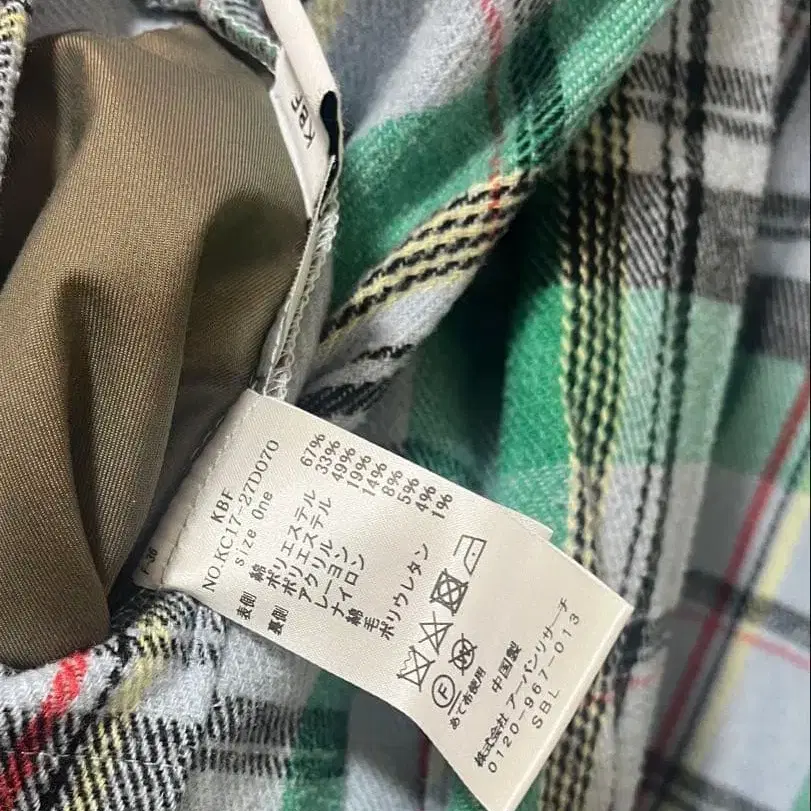 KBF
KBF
NO.KC17-27D070
size One
表側 綿 67%
ポリエステル 33%
裏側 ポリエステル 49%
アクリル 19%
レーヨン 14%
ナイロン 8%
綿 5%
毛 4%
ポリウレタン 1%
F
あて布使用
中国製
株式会社 アーバンリサーチ
0120-967-013
SBL